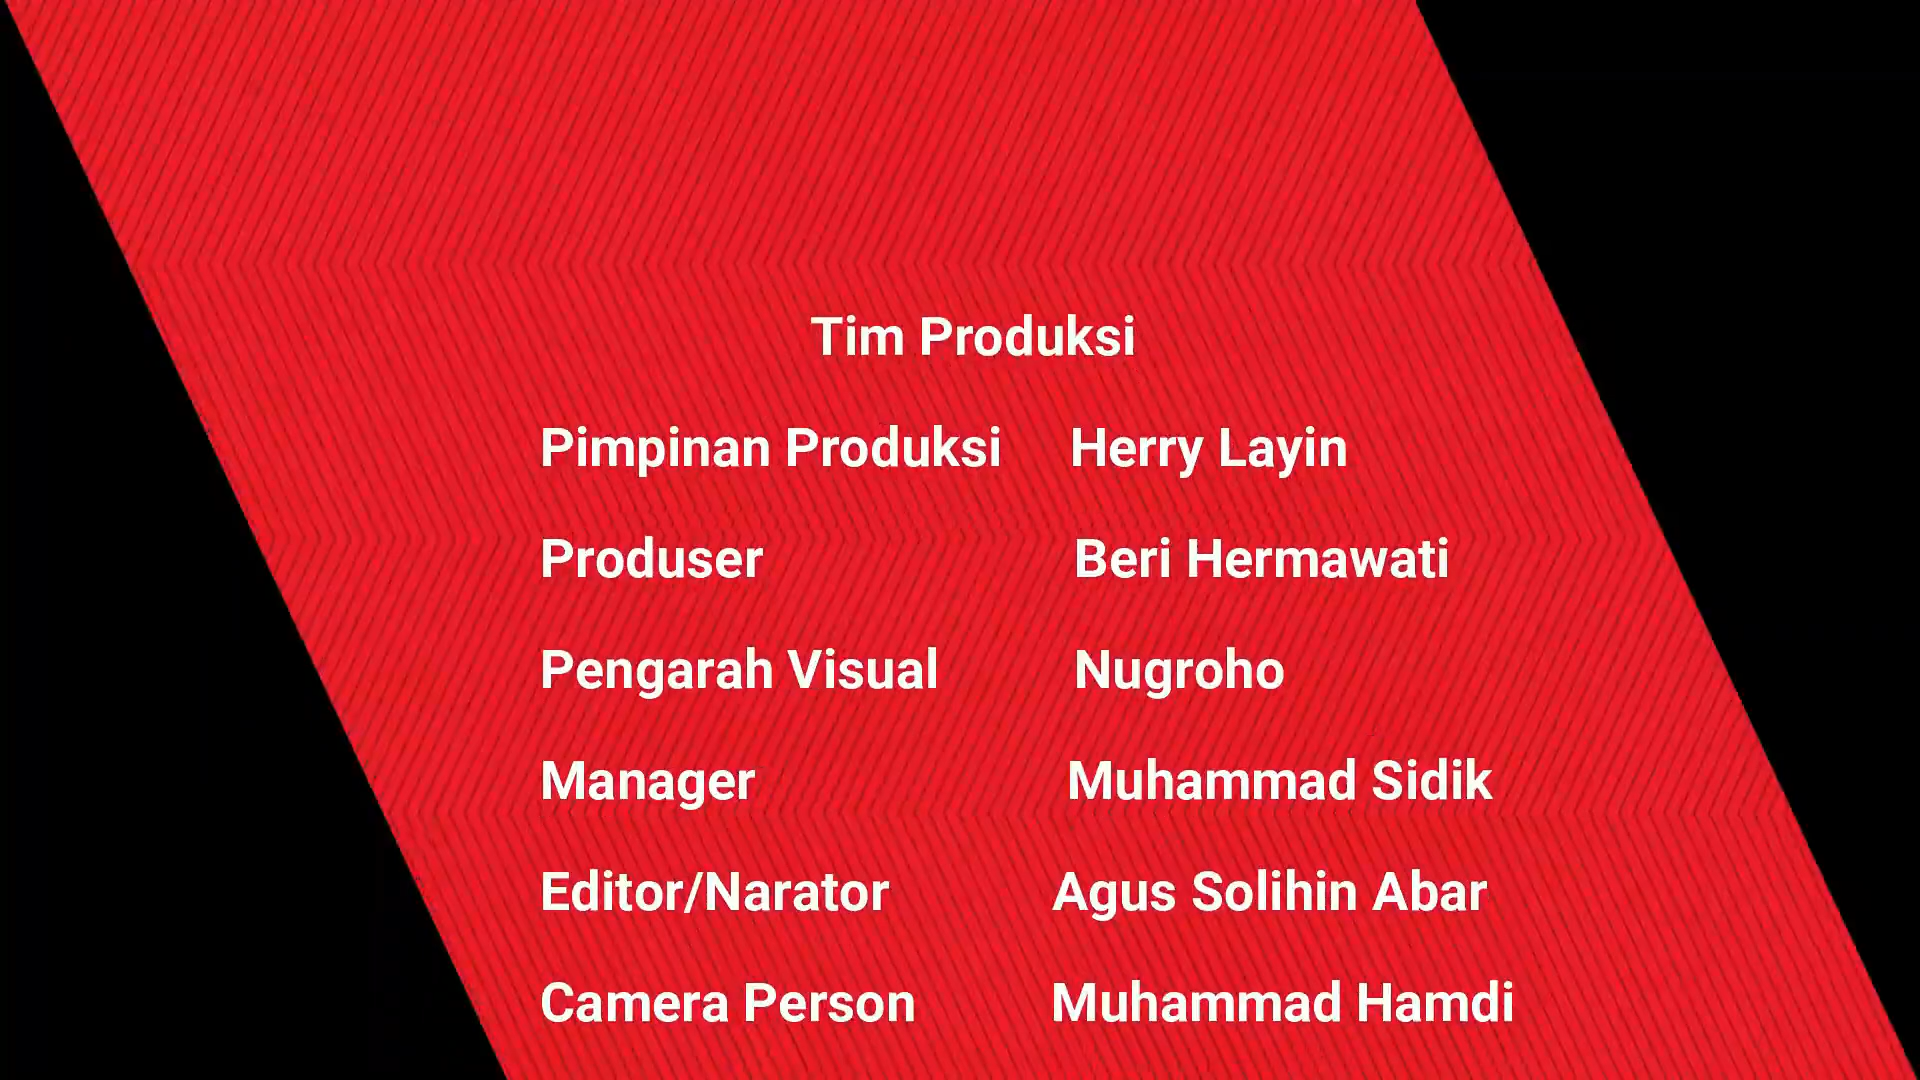 Tim Produksi
Pimpinan Produksi Herry Layin
Produser Beri Hermawati
Pengarah Visual Nugroho
Manager Muhammad Sidik
Editor/Narator Agus Solihin Abar
Camera Person Muhammad Hamdi